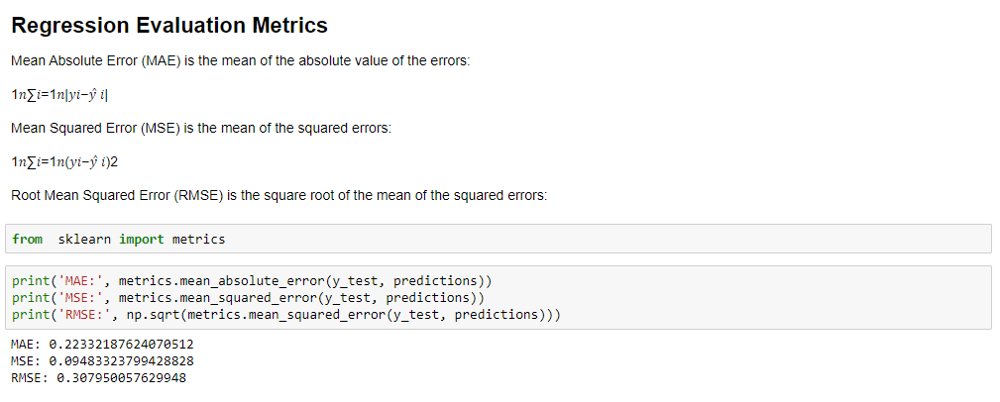 Regression Evaluation Metrics
Mean Absolute Error (MAE) is the mean of the absolute value of the errors:
1n∑i=1n|yi−ŷ i|
Mean Squared Error (MSE) is the mean of the squared errors:
1n∑i=1n(yi−ŷ i)2
Root Mean Squared Error (RMSE) is the square root of the mean of the squared errors:
from  sklearn import metrics
print('MAE:', metrics.mean_absolute_error(y_test, predictions))
print('MSE:', metrics.mean_squared_error(y_test, predictions))
print('RMSE:', np.sqrt(metrics.mean_squared_error(y_test, predictions)))
MAE: 0.22332187624070512
MSE: 0.09483323799428828
RMSE: 0.307950057629948